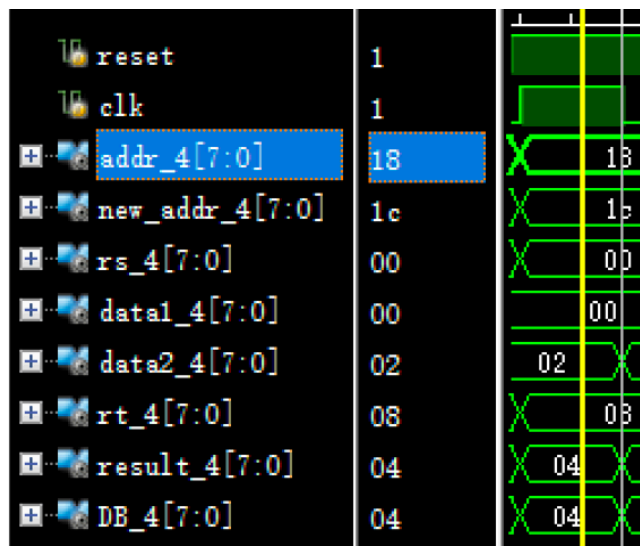 reset 1
clk 1
addr_4[7:0] 18 18
new_addr_4[7:0] 1c 1c
rs_4[7:0] 00 00
data1_4[7:0] 00 00
data2_4[7:0] 02 02
rt_4[7:0] 08 08
result_4[7:0] 04 04
DB_4[7:0] 04 04